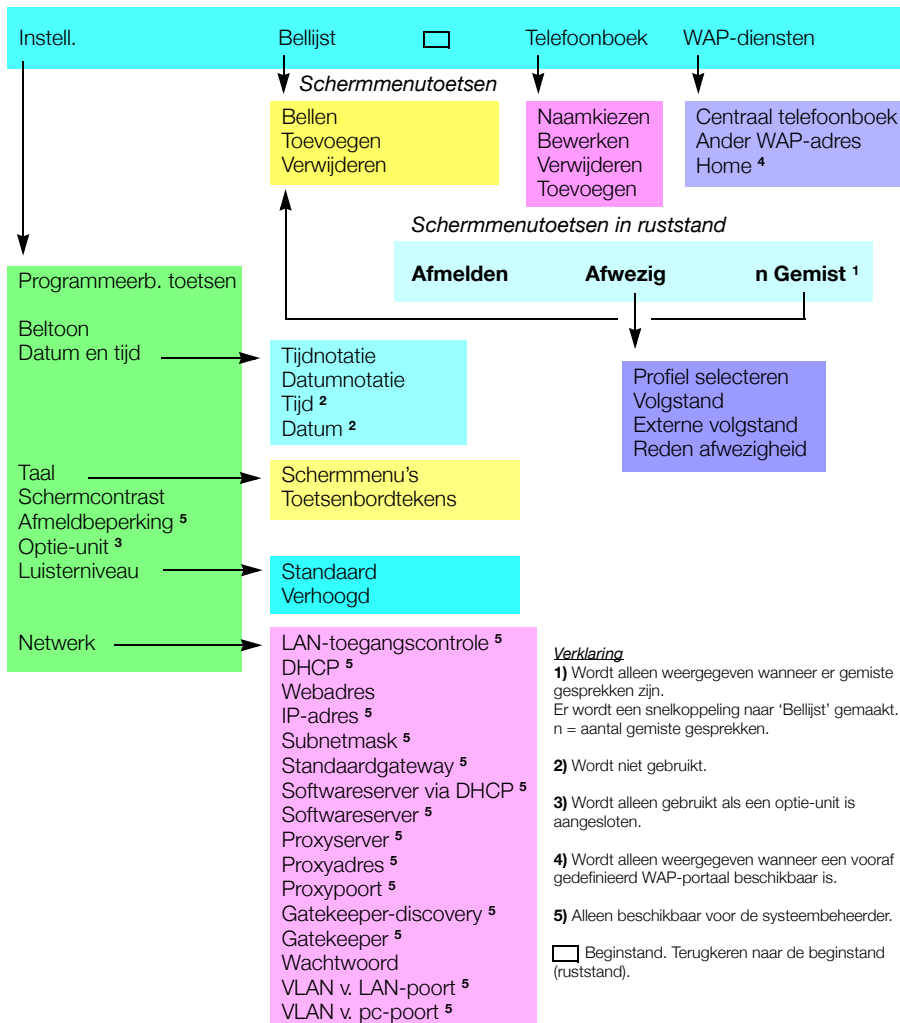 Instell.
Bellijst
Telefoonboek
WAP-diensten
Schermmenutoetsen
Bellen
Toevoegen
Verwijderen
Naamkiezen
Bewerken
Verwijderen
Toevoegen
Centraal telefoonboek
Ander WAP-adres
Home 4
Schermmenutoetsen in ruststand
Afmelden
Afwezig
n Gemist 1
Programmeerb. toetsen
Beltoon
Datum en tijd
Tijdnotatie
Datumnotatie
Tijd 2
Datum 2
Profiel selecteren
Volgstand
Externe volgstand
Reden afwezigheid
Taal
Schermcontrast
Afmeldbeperking 5
Optie-unit 3
Luisterniveau
Schermmenu's
Toetsenbordtekens
Standaard
Verhoogd
Netwerk
LAN-toegangscontrole 5
DHCP 5
Webadres
IP-adres 5
Subnetmask 5
Standaardgateway 5
Softwareserver via DHCP 5
Softwareserver 5
Proxyserver 5
Proxyadres 5
Proxypoort 5
Gatekeeper-discovery 5
Gatekeeper 5
Wachtwoord
VLAN v. LAN-poort 5
VLAN v. pc-poort 5
Verklaring
1) Wordt alleen weergegeven wanneer er gemiste
gesprekken zijn.
Er wordt een snelkoppeling naar ‘Bellijst’ gemaakt.
n = aantal gemiste gesprekken.
2) Wordt niet gebruikt.
3) Wordt alleen gebruikt als een optie-unit is
aangesloten.
4) Wordt alleen weergegeven wanneer een vooraf
gedefinieerd WAP-portaal beschikbaar is.
5) Alleen beschikbaar voor de systeembeheerder.
Beginstand. Terugkeren naar de beginstand
(ruststand).